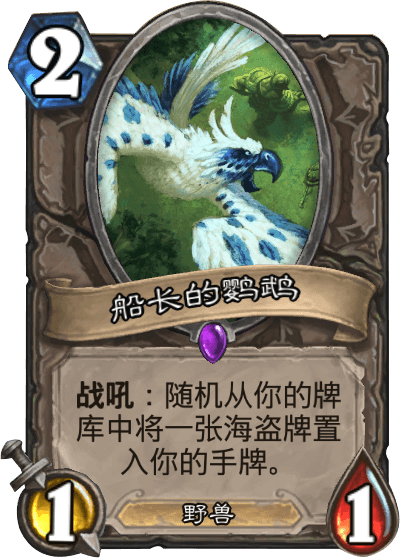 2
船长的鹦鹉
战吼：随机从你的牌
库中将一张海盗牌置
入你的手牌。
野兽
1
1